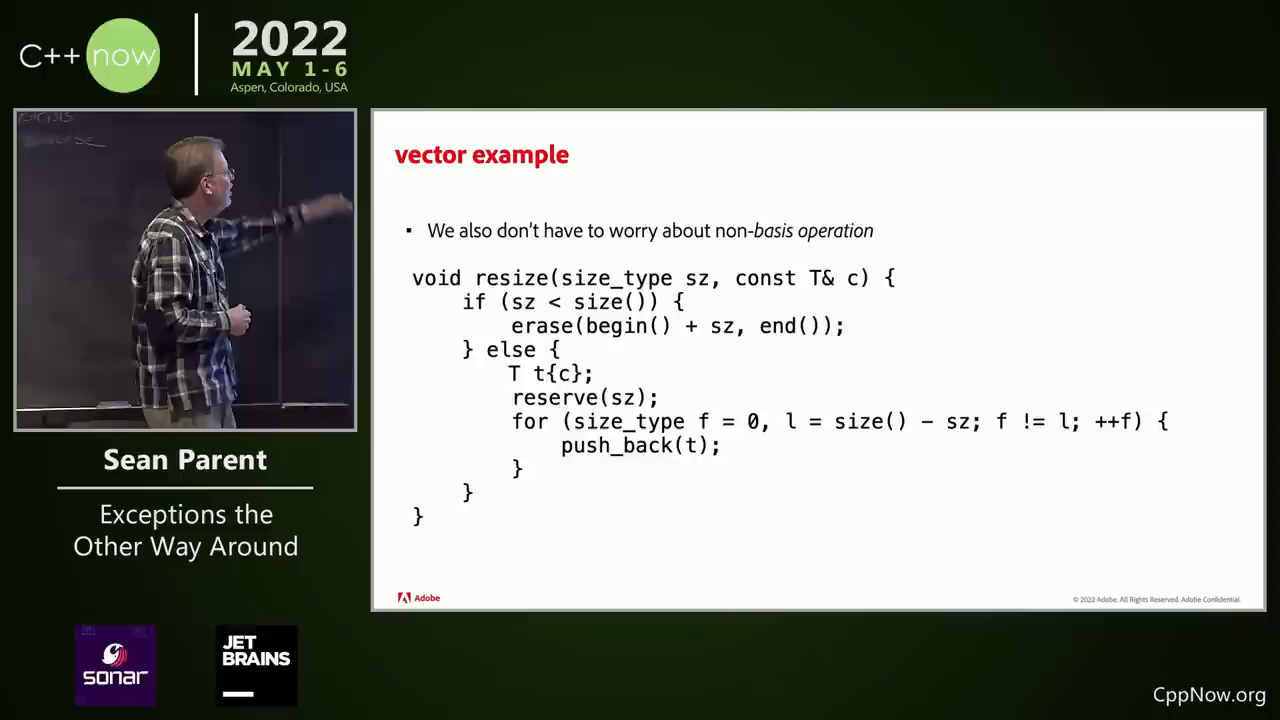 C++ now
2022
MAY 1-6
Aspen, Colorado, USA
vector example
▪ We also don't have to worry about non-basis operation
void resize(size_type sz, const T& c) {
    if (sz < size()) {
        erase(begin() + sz, end());
    } else {
        T t{c};
        reserve(sz);
        for (size_type f = 0, l = size() - sz; f != l; ++f) {
            push_back(t);
        }
    }
}
Adobe
© 2022 Adobe. All Rights Reserved. Adobe Confidential.
Sean Parent
Exceptions the
Other Way Around
sonar
JET
BRAINS
CppNow.org